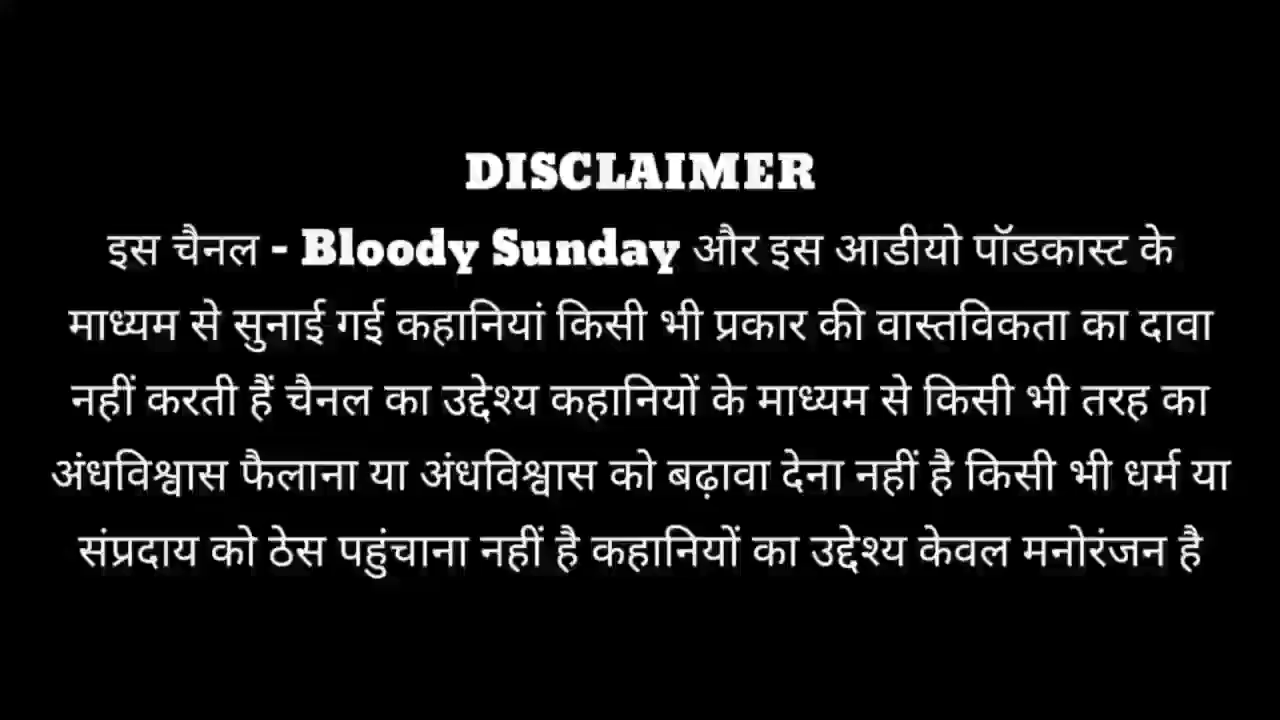 DISCLAIMER
इस चैनल - Bloody Sunday और इस आडीयो पॉडकास्ट के
माध्यम से सुनाई गई कहानियां किसी भी प्रकार की वास्तविकता का दावा
नहीं करती हैं चैनल का उद्देश्य कहानियों के माध्यम से किसी भी तरह का
अंधविश्वास फैलाना या अंधविश्वास को बढ़ावा देना नहीं है किसी भी धर्म या
संप्रदाय को ठेस पहुंचाना नहीं है कहानियों का उद्देश्य केवल मनोरंजन है